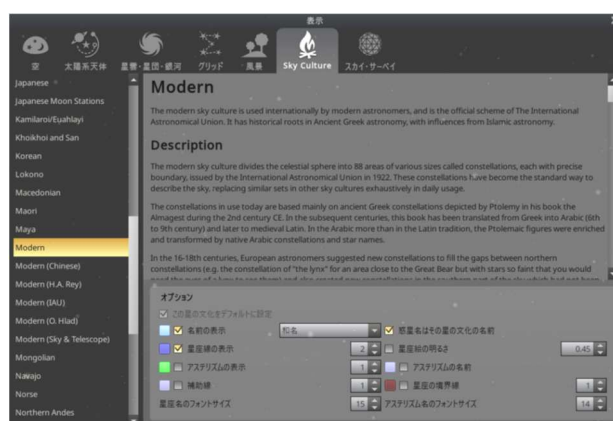 表示
空
太陽系天体
星雲・星団・銀河
グリッド
風景
Sky Culture
スカイ・サーベイ
Japanese
Japanese Moon Stations
Kamilaroi/Euahlayi
Khoikhoi and San
Korean
Lokono
Macedonian
Maori
Maya
Modern
Modern (Chinese)
Modern (H.A. Rey)
Modern (IAU)
Modern (O. Hlad)
Modern (Sky & Telescope)
Mongolian
Navajo
Norse
Northern Andes
Modern
The modern sky culture is used internationally by modern astronomers, and is the official scheme of The International
Astronomical Union. It has historical roots in Ancient Greek astronomy, with influences from Islamic astronomy.
Description
The modern sky culture divides the celestial sphere into 88 areas of various sizes called constellations, each with precise
boundary, issued by the International Astronomical Union in 1922. These constellations have become the standard way to
describe the sky, replacing similar sets in other sky cultures exhaustively in daily usage.
The constellations in use today are based mainly on ancient Greek constellations depicted by Ptolemy in his book the
Almagest during the 2nd century CE. In the subsequent centuries, this book has been translated from Greek into Arabic (6th
to 9th century) and later to medieval Latin. In the Arabic more than in the Latin tradition, the Ptolemaic figures were enriched
and transformed by native Arabic constellations and star names.
In the 16-18th centuries, European astronomers suggested new constellations to fill the gaps between northern
constellations (e.g. the constellation of "the lynx" for an area close to the Great Bear but with stars so faint that you would
オプション
この星の文化をデフォルトに設定
名前の表示 和名 惑星名はその星の文化の名前
星座線の表示 2 星座絵の明るさ 0.45
アステリズムの表示 1 アステリズムの名前
補助線 1 星座の境界線 1
星座名のフォントサイズ 15 アステリズム名のフォントサイズ 14